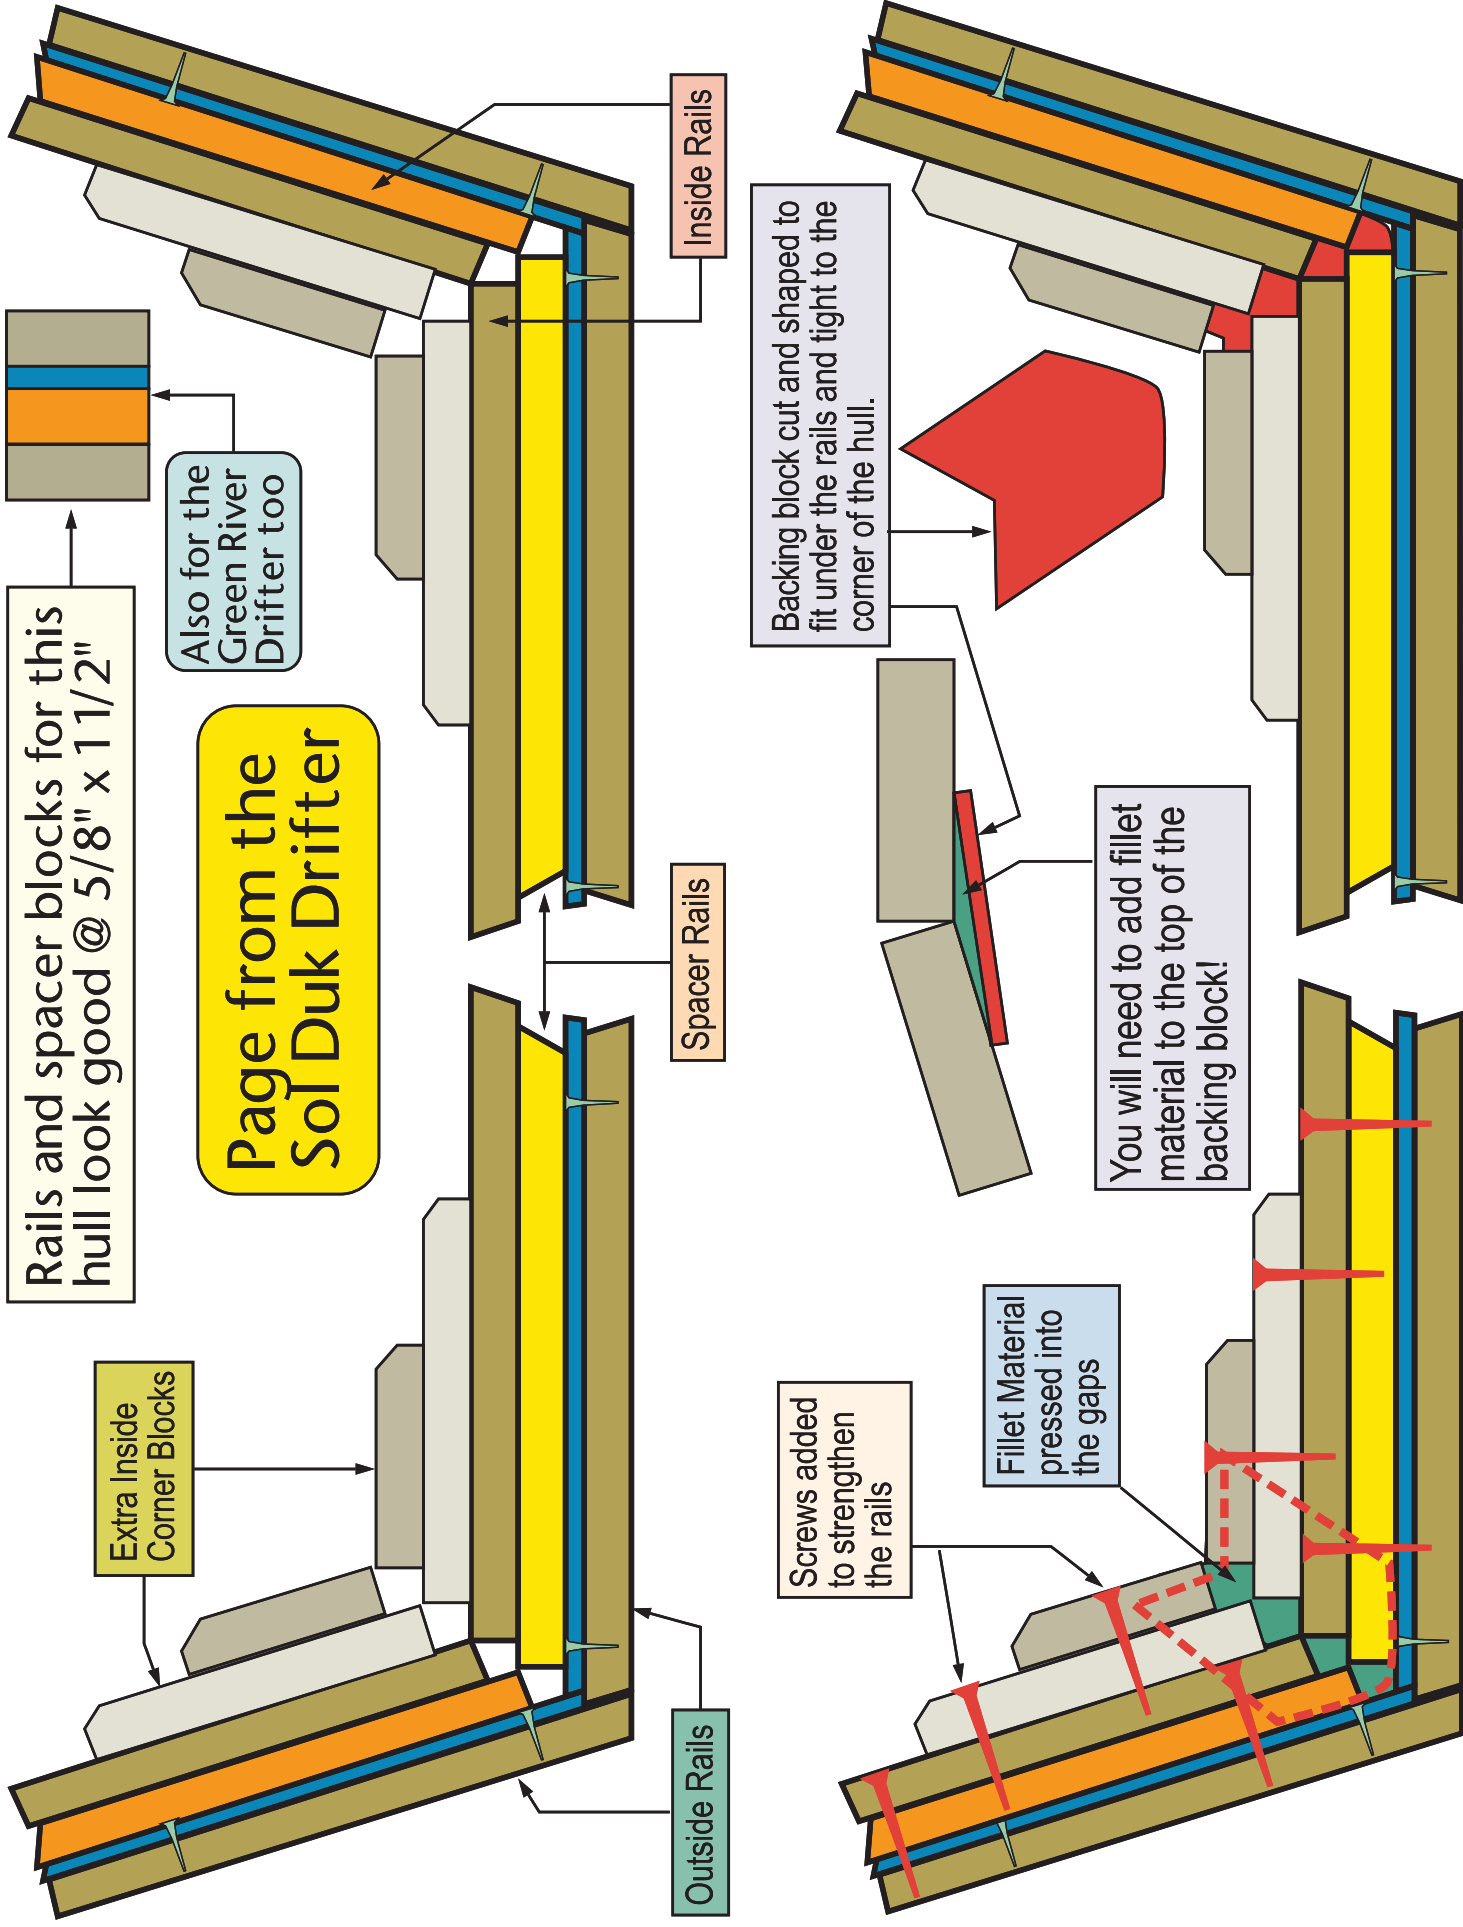 Rails and spacer blocks for this
hull look good @ 5/8" x 1 1/2"
Also for the
Green River
Drifter too
Page from the
Sol Duk Drifter
Extra Inside
Corner Blocks
Inside Rails
Spacer Rails
Outside Rails
Backing block cut and shaped to
fit under the rails and tight to the
corner of the hull.
You will need to add fillet
material to the top of the
backing block!
Screws added
to strengthen
the rails
Fillet Material
pressed into
the gaps